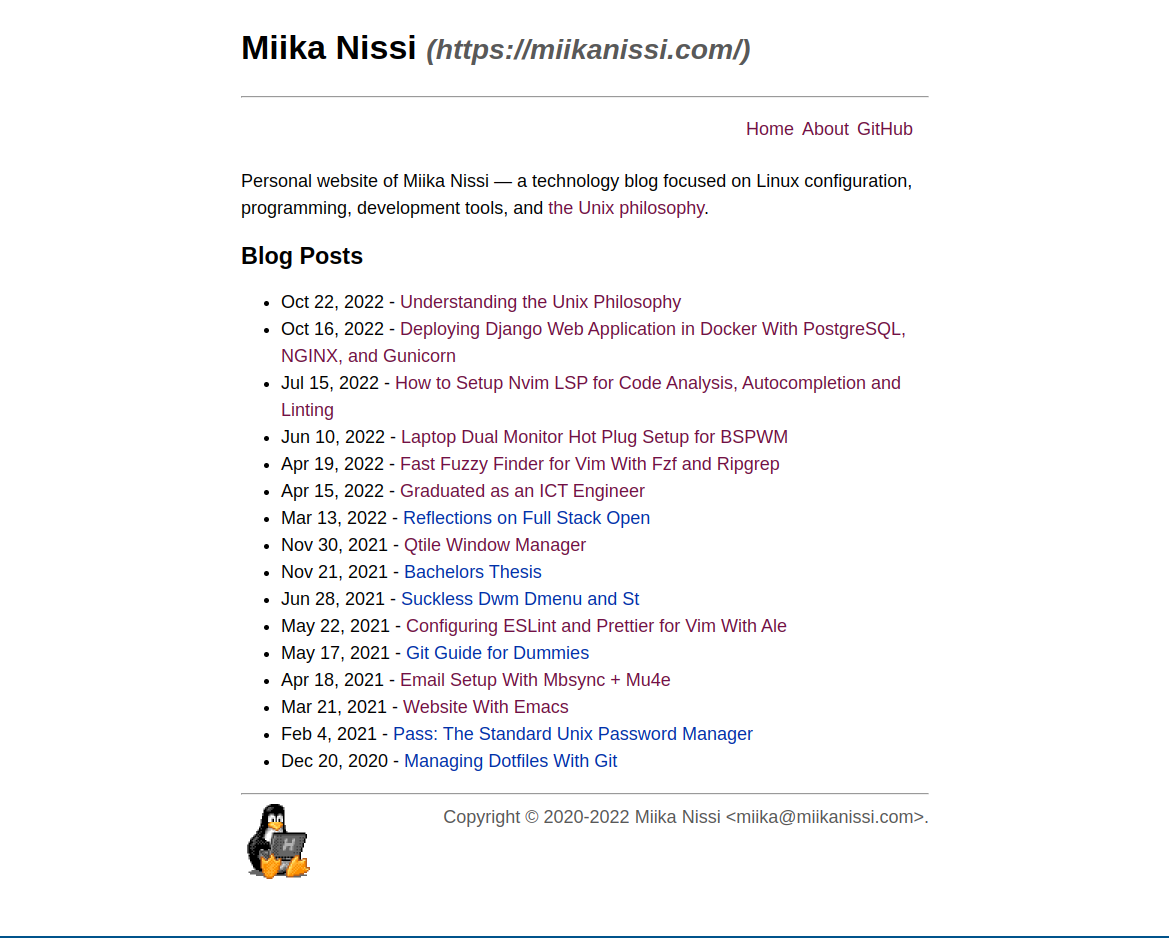 Miika Nissi (https://miikanissi.com/)
Home About GitHub
Personal website of Miika Nissi — a technology blog focused on Linux configuration,
programming, development tools, and the Unix philosophy.
Blog Posts
• Oct 22, 2022 - Understanding the Unix Philosophy
• Oct 16, 2022 - Deploying Django Web Application in Docker With PostgreSQL,
NGINX, and Gunicorn
• Jul 15, 2022 - How to Setup Nvim LSP for Code Analysis, Autocompletion and
Linting
• Jun 10, 2022 - Laptop Dual Monitor Hot Plug Setup for BSPWM
• Apr 19, 2022 - Fast Fuzzy Finder for Vim With Fzf and Ripgrep
• Apr 15, 2022 - Graduated as an ICT Engineer
• Mar 13, 2022 - Reflections on Full Stack Open
• Nov 30, 2021 - Qtile Window Manager
• Nov 21, 2021 - Bachelors Thesis
• Jun 28, 2021 - Suckless Dwm Dmenu and St
• May 22, 2021 - Configuring ESLint and Prettier for Vim With Ale
• May 17, 2021 - Git Guide for Dummies
• Apr 18, 2021 - Email Setup With Mbsync + Mu4e
• Mar 21, 2021 - Website With Emacs
• Feb 4, 2021 - Pass: The Standard Unix Password Manager
• Dec 20, 2020 - Managing Dotfiles With Git
Copyright © 2020-2022 Miika Nissi <miika@miikanissi.com>.
H